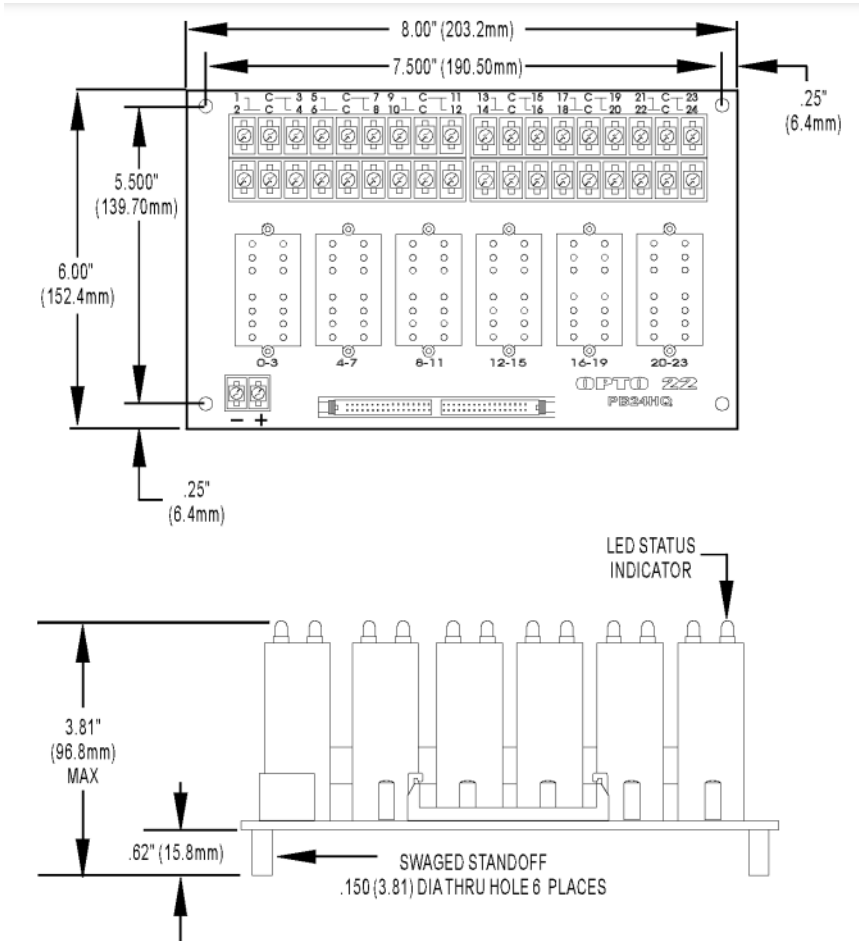 8.00" (203.2mm)
7.500" (190.50mm)
.25"
(6.4mm)
1 C 3 5 C 7 9 C 11 13 C 15 17 C 19 21 C 23
2 C 4 6 C 8 10 C 12 14 C 16 18 C 20 22 C 24
5.500"
(139.70mm)
6.00"
(152.4mm)
0-3 4-7 8-11 12-15 16-19 20-23
OPTO 22
PB24HQ
- +
.25"
(6.4mm)
LED STATUS
INDICATOR
3.81"
(96.8mm)
MAX
.62" (15.8mm)
SWAGED STANDOFF
.150 (3.81) DIA THRU HOLE 6 PLACES